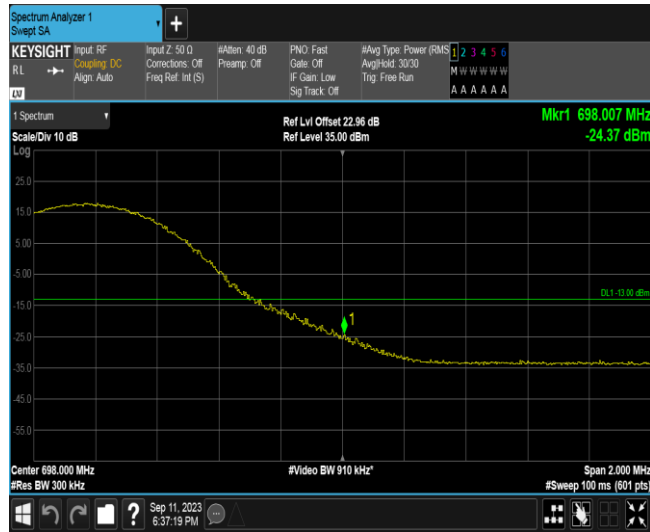 Spectrum Analyzer 1
Swept SA
+
KEYSIGHT
RL
LXI
Input: RF
Coupling: DC
Align: Auto
Input Z: 50 Ω
Corrections: Off
Freq Ref: Int (S)
#Atten: 40 dB
Preamp: Off
PNO: Fast
Gate: Off
IF Gain: Low
Sig Track: Off
#Avg Type: Power (RMS
Avg|Hold: 30/30
Trig: Free Run
1 2 3 4 5 6
M W W W W W
A A A A A A
1 Spectrum
Scale/Div 10 dB
Log
Ref Lvl Offset 22.96 dB
Ref Level 35.00 dBm
Mkr1 698.007 MHz
-24.37 dBm
25.0
15.0
5.00
-5.00
DL1 -13.00 dBm
-15.0
1
-25.0
-35.0
-45.0
-55.0
Center 698.000 MHz
#Res BW 300 kHz
#Video BW 910 kHz*
Span 2.000 MHz
#Sweep 100 ms (601 pts)
?
Sep 11, 2023
6:37:19 PM